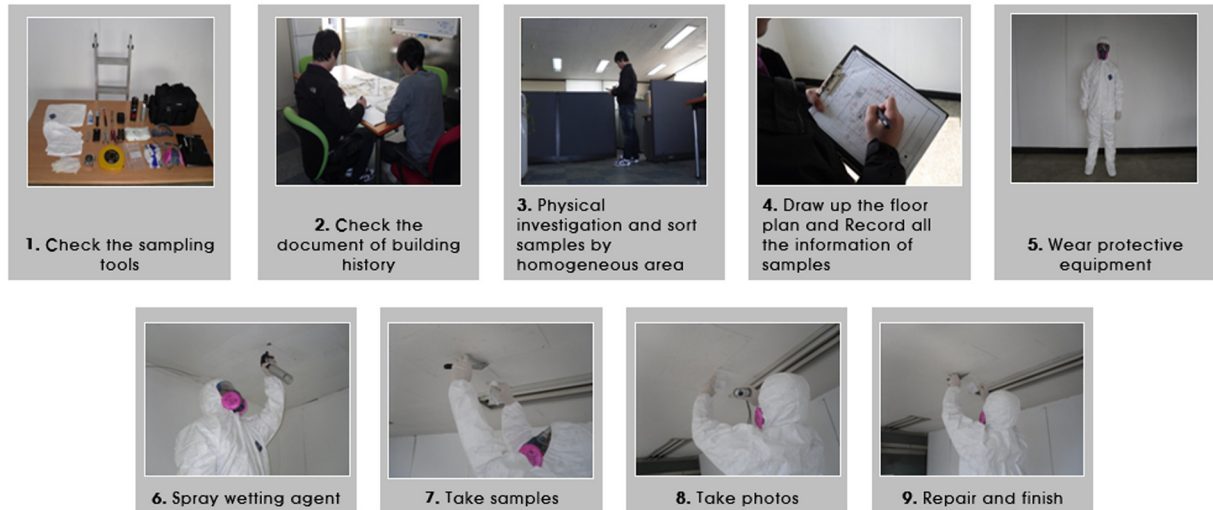 1. Check the sampling
tools
2. Check the
document of building
history
3. Physical
investigation and sort
samples by
homogeneous area
4. Draw up the floor
plan and Record all
the information of
samples
5. Wear protective
equipment
6. Spray wetting agent
7. Take samples
8. Take photos
9. Repair and finish